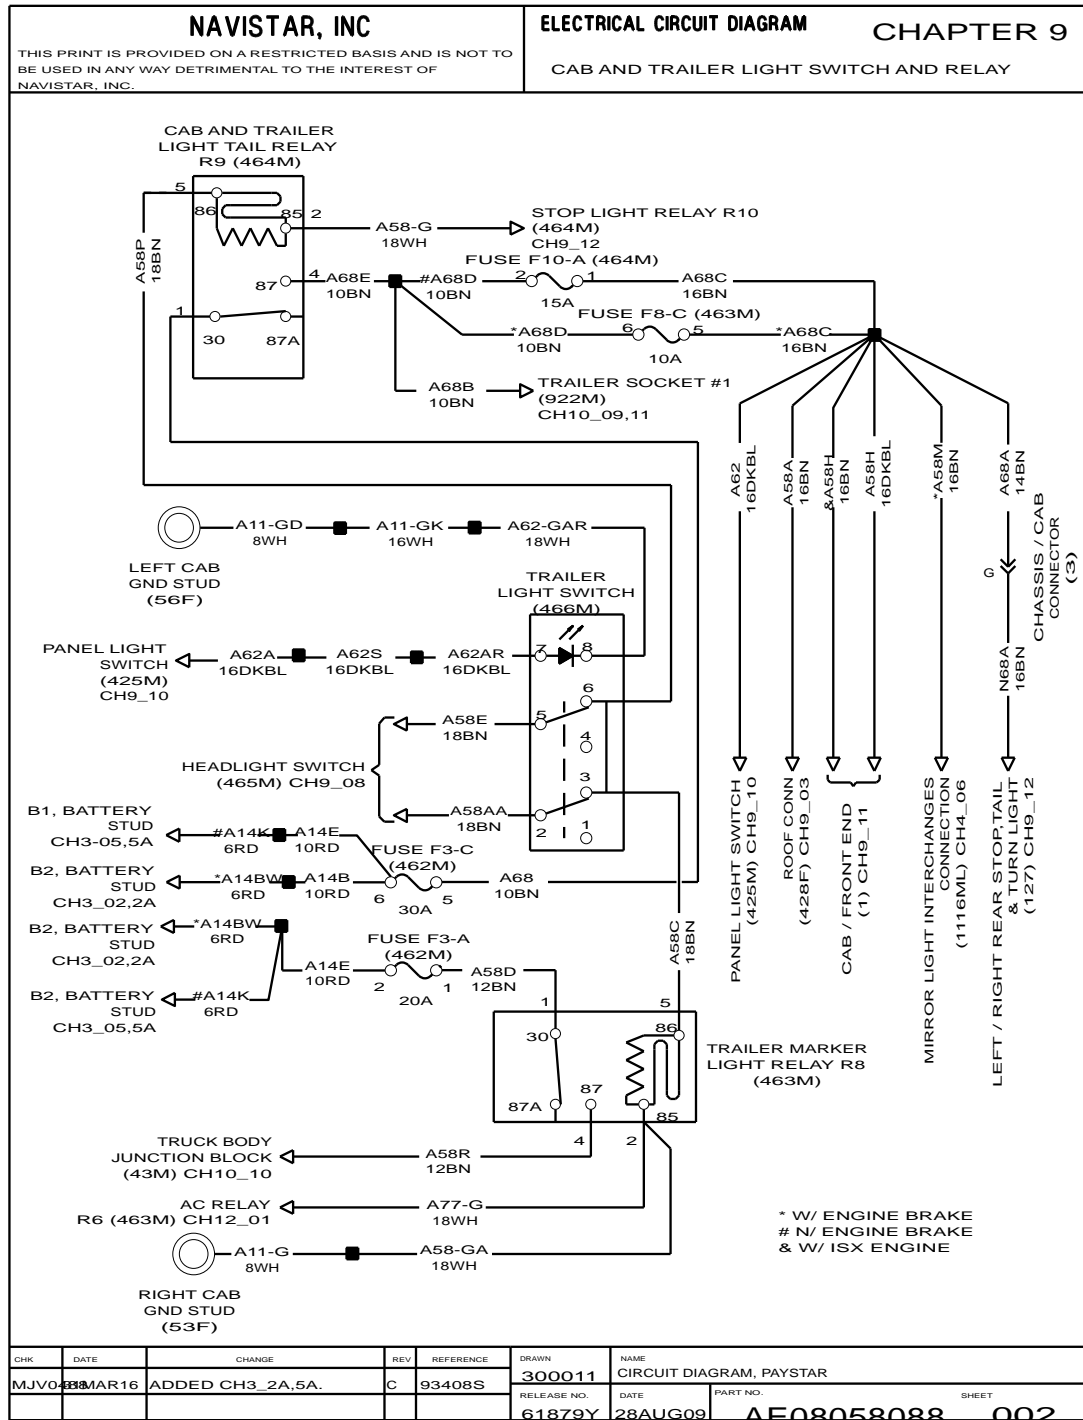 NAVISTAR, INC
THIS PRINT IS PROVIDED ON A RESTRICTED BASIS AND IS NOT TO
BE USED IN ANY WAY DETRIMENTAL TO THE INTEREST OF
NAVISTAR, INC.
ELECTRICAL CIRCUIT DIAGRAM
CHAPTER 9
CAB AND TRAILER LIGHT SWITCH AND RELAY
CAB AND TRAILER
LIGHT TAIL RELAY
R9 (464M)
5
86
85 2
A58P
18BN
A58-G
18WH
STOP LIGHT RELAY R10
(464M)
CH9_12
87
4
A68E
10BN
#A68D
10BN
FUSE F10-A (464M)
2
1
15A
A68C
16BN
*A68D
10BN
FUSE F8-C (463M)
6
5
10A
*A68C
16BN
1
30
87A
A68B
10BN
TRAILER SOCKET #1
(922M)
CH10_09,11
A62
16DKBL
A58A
16BN
&A58H
16BN
A58H
16DKBL
*A58M
16BN
A68A
14BN
G
CHASSIS / CAB
CONNECTOR
(3)
N68A
16BN
A11-GD
8WH
A11-GK
16WH
A62-GAR
18WH
LEFT CAB
GND STUD
(56F)
TRAILER
LIGHT SWITCH
(466M)
PANEL LIGHT
SWITCH
(425M)
CH9_10
A62A
16DKBL
A62S
16DKBL
A62AR
16DKBL
7
8
6
5
4
3
2
1
A58E
18BN
HEADLIGHT SWITCH
(465M) CH9_08
A58AA
18BN
B1, BATTERY
STUD
CH3-05,5A
#A14K
6RD
A14E
10RD
FUSE F3-C
(462M)
B2, BATTERY
STUD
CH3_02,2A
*A14BW
6RD
A14B
10RD
6
5
30A
A68
10BN
B2, BATTERY
STUD
CH3_02,2A
*A14BW
6RD
FUSE F3-A
(462M)
A14E
10RD
2
1
20A
A58D
12BN
B2, BATTERY
STUD
CH3_05,5A
#A14K
6RD
A58C
18BN
PANEL LIGHT SWITCH
(425M) CH9_10
ROOF CONN
(428F) CH9_03
CAB / FRONT END
(1) CH9_11
MIRROR LIGHT INTERCHANGES
CONNECTION
(1116ML) CH4_06
LEFT / RIGHT REAR STOP,TAIL
& TURN LIGHT
(127) CH9_12
1
5
30
86
87
87A
85
4
2
TRAILER MARKER
LIGHT RELAY R8
(463M)
TRUCK BODY
JUNCTION BLOCK
(43M) CH10_10
A58R
12BN
AC RELAY
R6 (463M) CH12_01
A77-G
18WH
A11-G
8WH
A58-GA
18WH
RIGHT CAB
GND STUD
(53F)
* W/ ENGINE BRAKE
# N/ ENGINE BRAKE
& W/ ISX ENGINE
CHK DATE CHANGE REV REFERENCE
ADDED CH3_2A,5A. C 93408S
DRAWN
300011
NAME
CIRCUIT DIAGRAM, PAYSTAR
RELEASE NO.
61879Y
DATE
28AUG09
PART NO.
AE08058088
SHEET
002